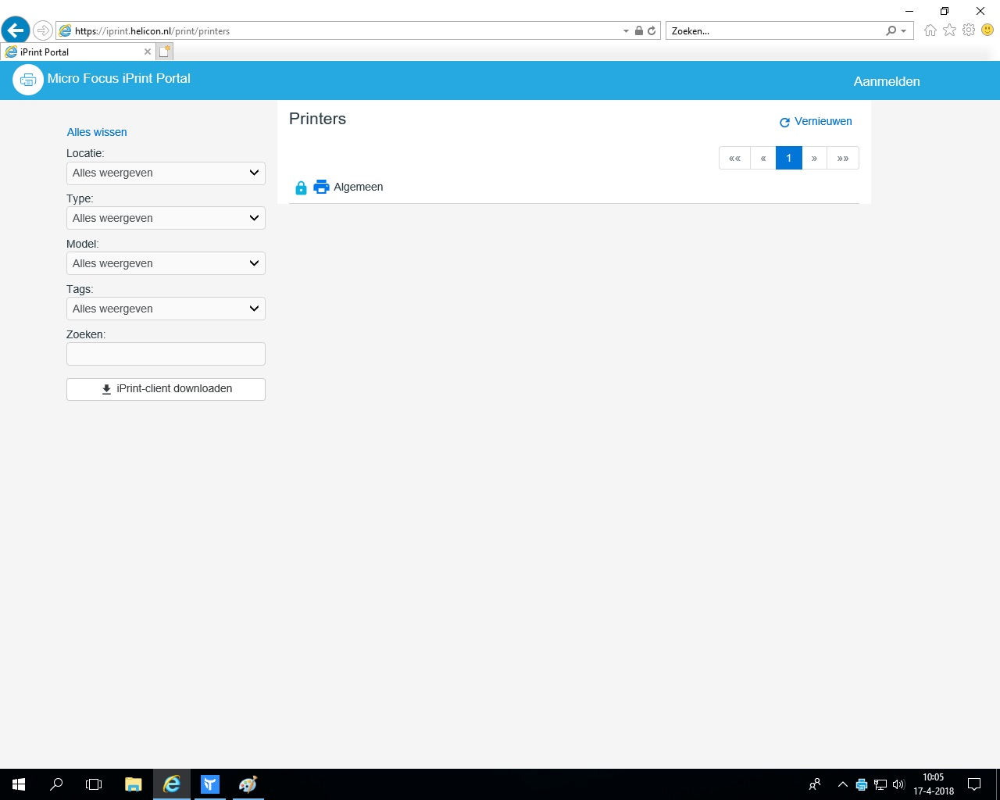 https://iprint.helicon.nl/print/printers
Zoeken...
iPrint Portal
Micro Focus iPrint Portal
Aanmelden
Alles wissen
Locatie:
Alles weergeven
Type:
Alles weergeven
Model:
Alles weergeven
Tags:
Alles weergeven
Zoeken:
iPrint-client downloaden
Printers
Vernieuwen
«« « 1 » »»
Algemeen
10:05
17-4-2018